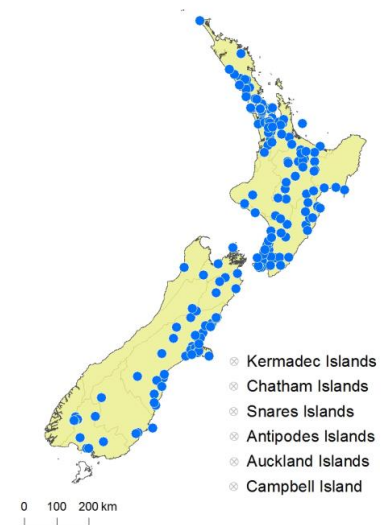 ⊗ Kermadec Islands
⊗ Chatham Islands
⊗ Snares Islands
⊗ Antipodes Islands
⊗ Auckland Islands
⊗ Campbell Island
0 100 200 km